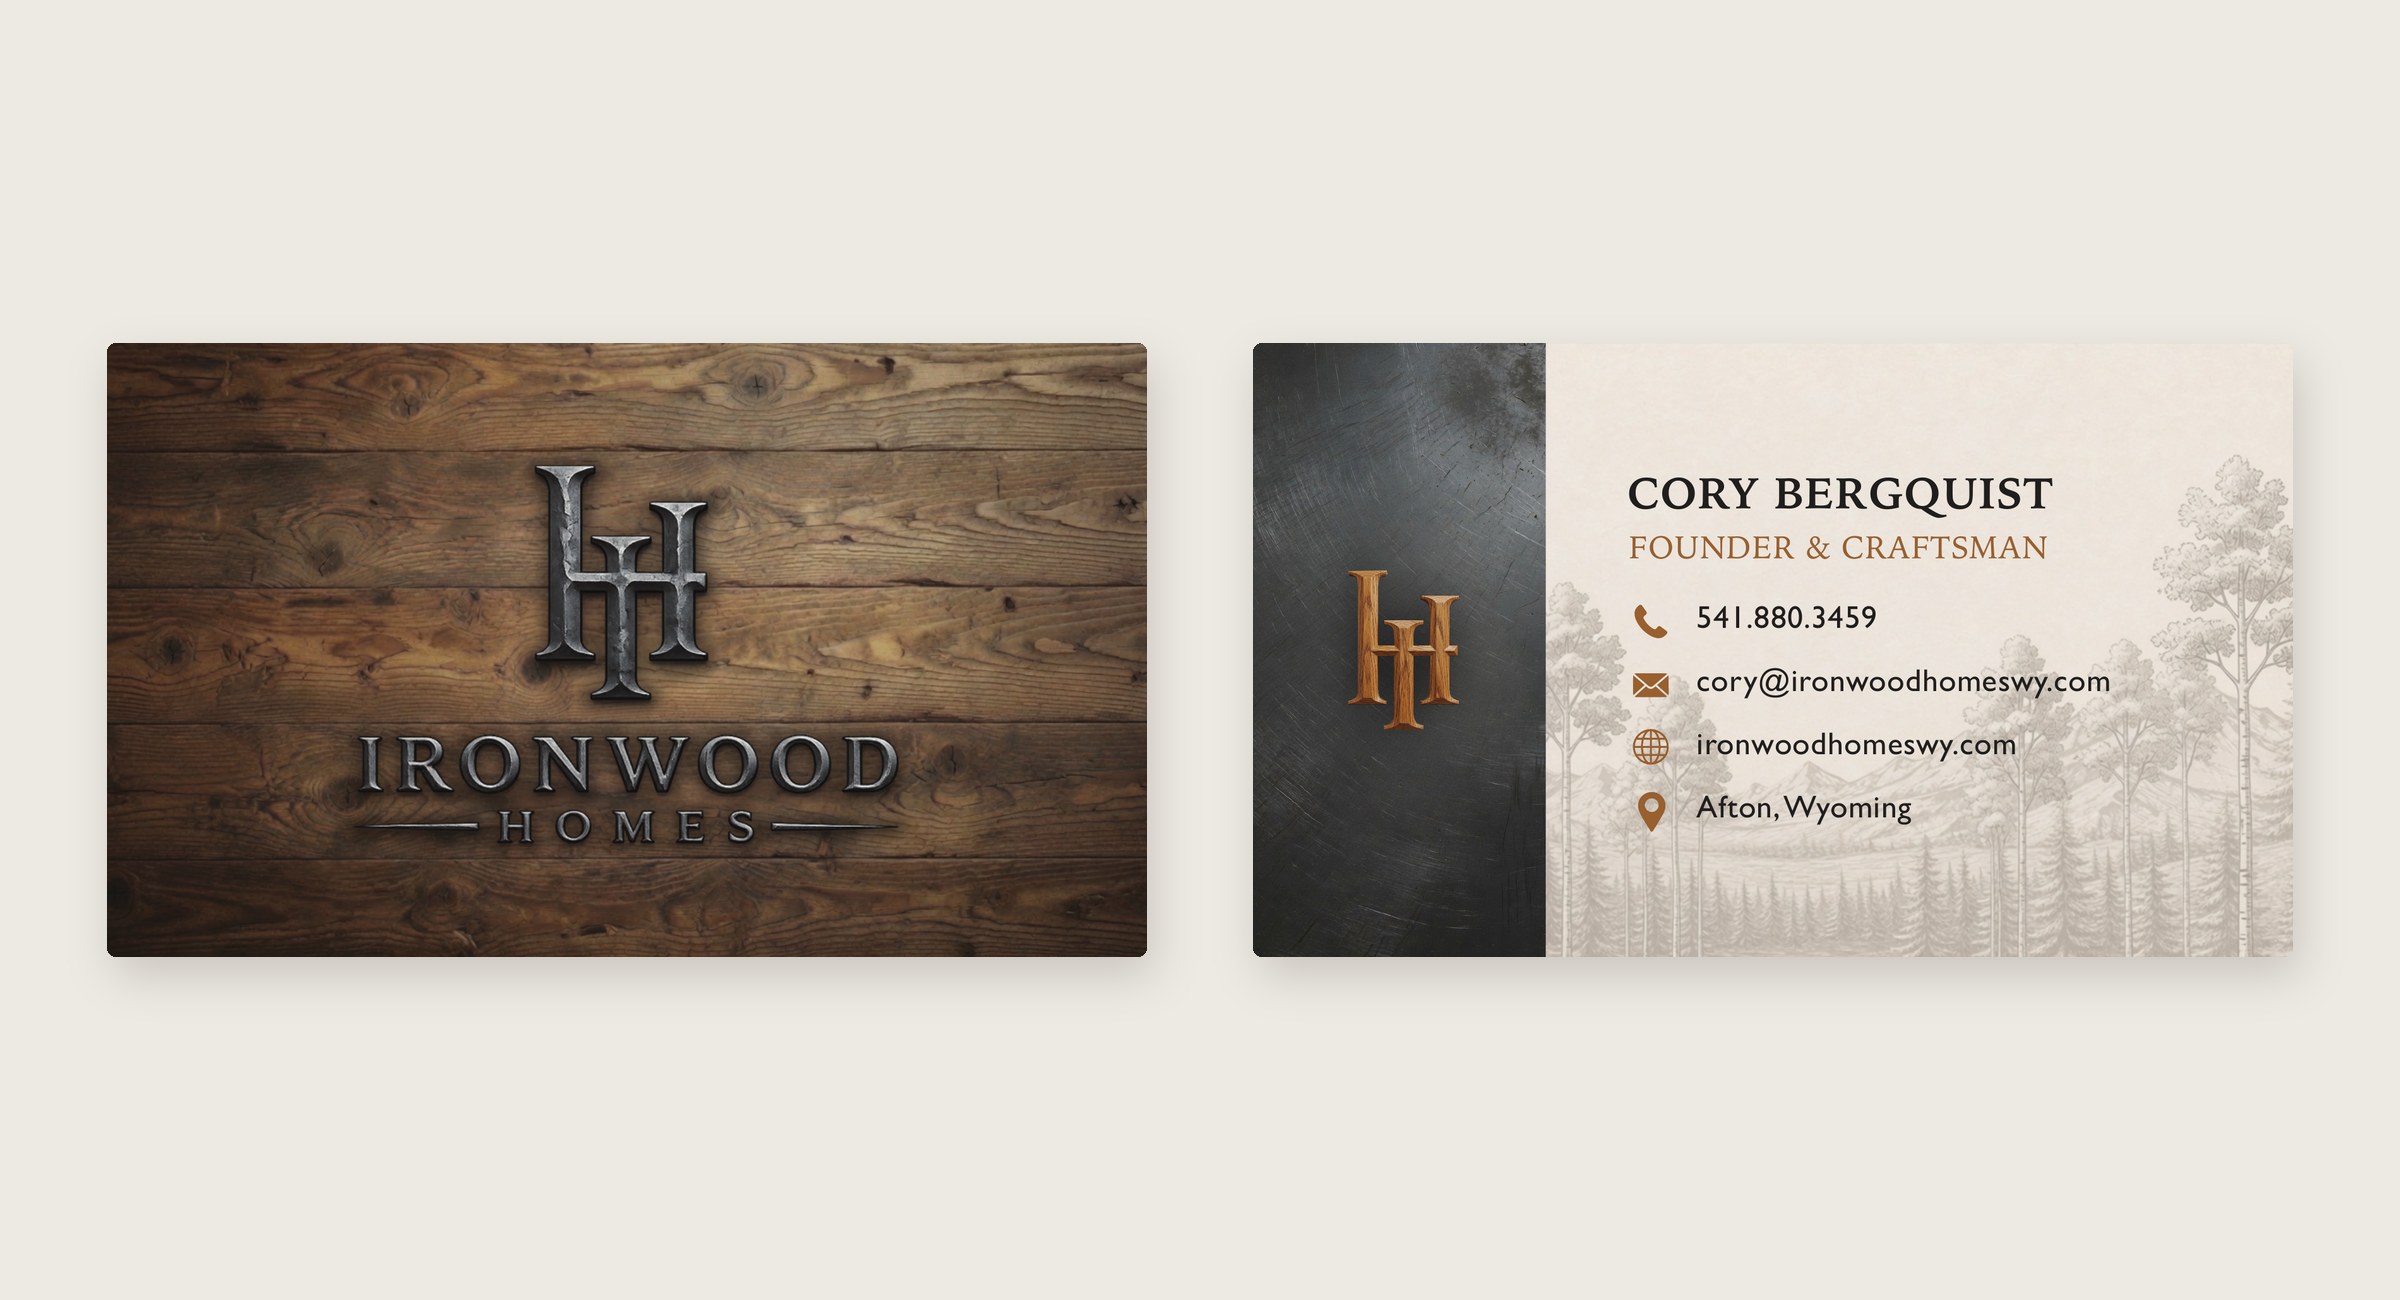 IRONWOOD
HOMES
CORY BERGQUIST
FOUNDER & CRAFTSMAN
541.880.3459
cory@ironwoodhomeswy.com
ironwoodhomeswy.com
Afton, Wyoming